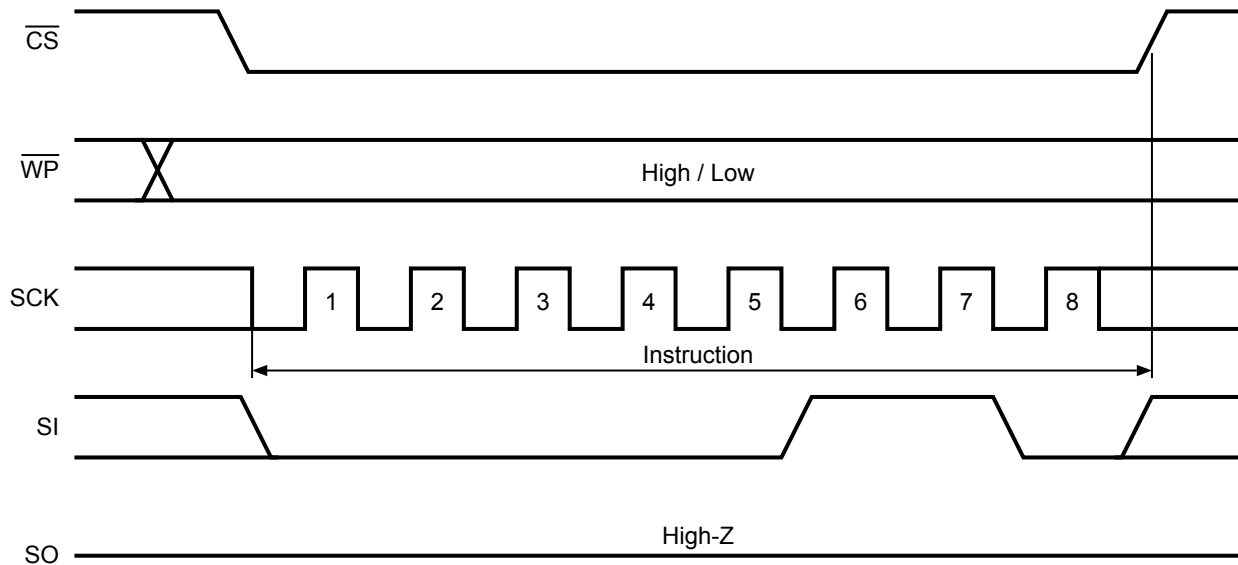 CS
WP
High / Low
SCK
1 2 3 4 5 6 7 8
Instruction
SI
High-Z
SO